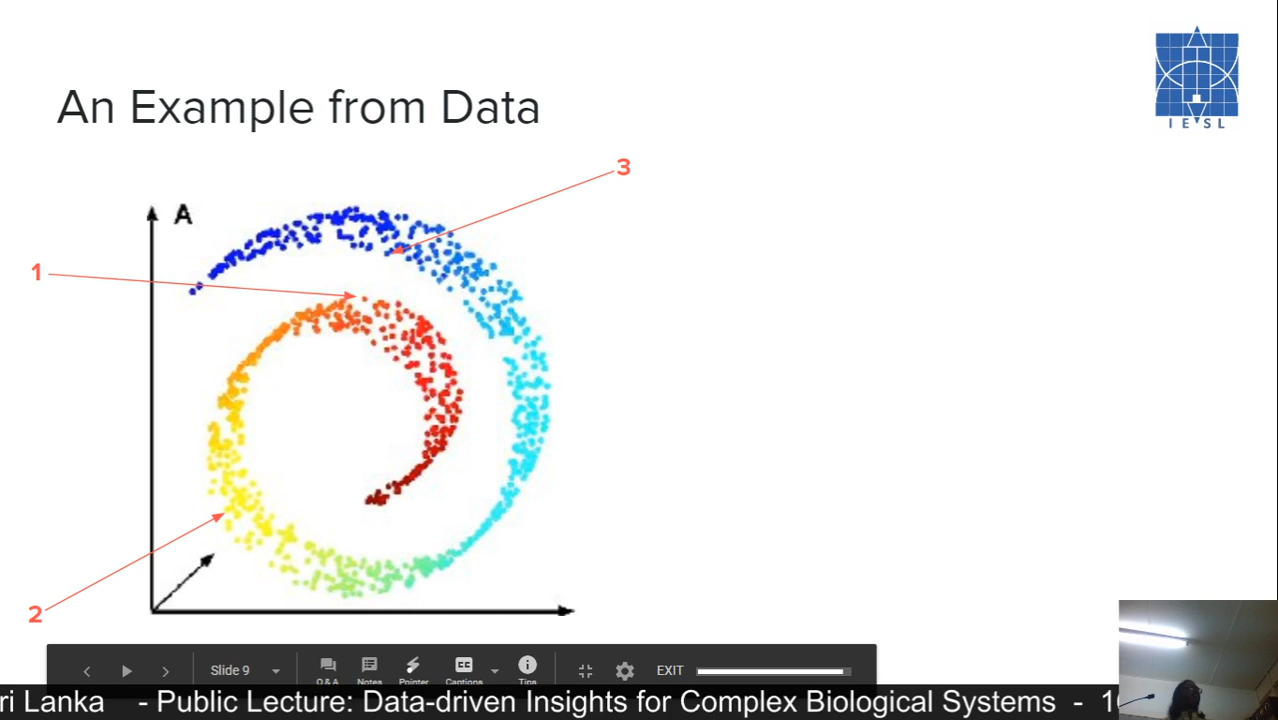 An Example from Data
IESL
3
A
1
2
Slide 9
EXIT
Q & A
Notes
Pointer
Captions
Tips
ri Lanka - Public Lecture: Data-driven Insights for Complex Biological Systems -